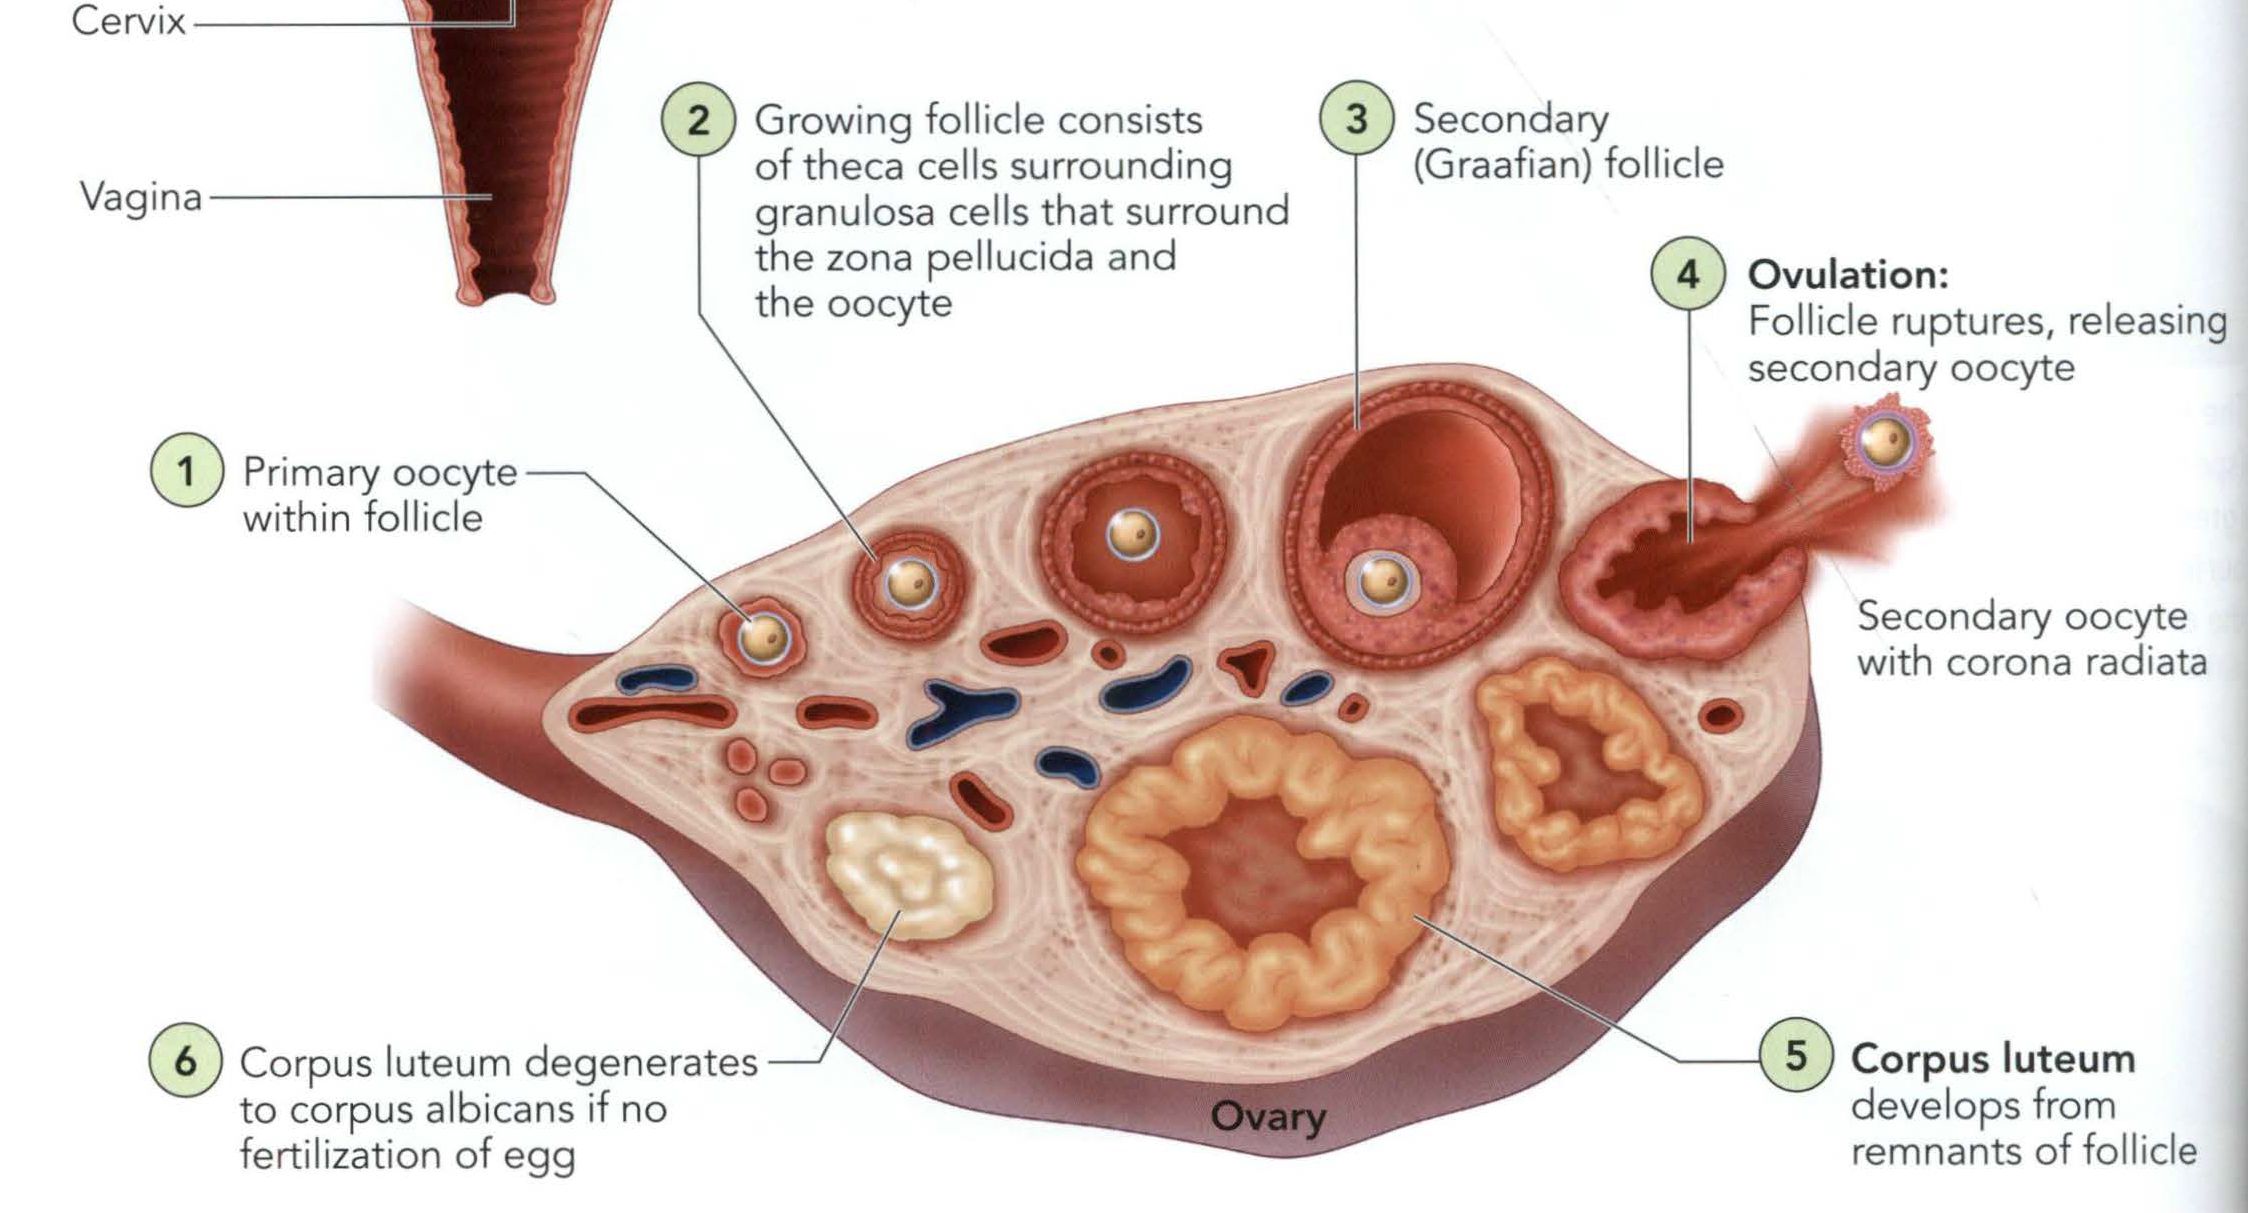 Cervix
Vagina
2
Growing follicle consists
of theca cells surrounding
granulosa cells that surround
the zona pellucida and
the oocyte
3
Secondary
(Graafian) follicle
4
Ovulation:
Follicle ruptures, releasing
secondary oocyte
1
Primary oocyte
within follicle
Secondary oocyte
with corona radiata
6
Corpus luteum degenerates
to corpus albicans if no
fertilization of egg
Ovary
5
Corpus luteum
develops from
remnants of follicle